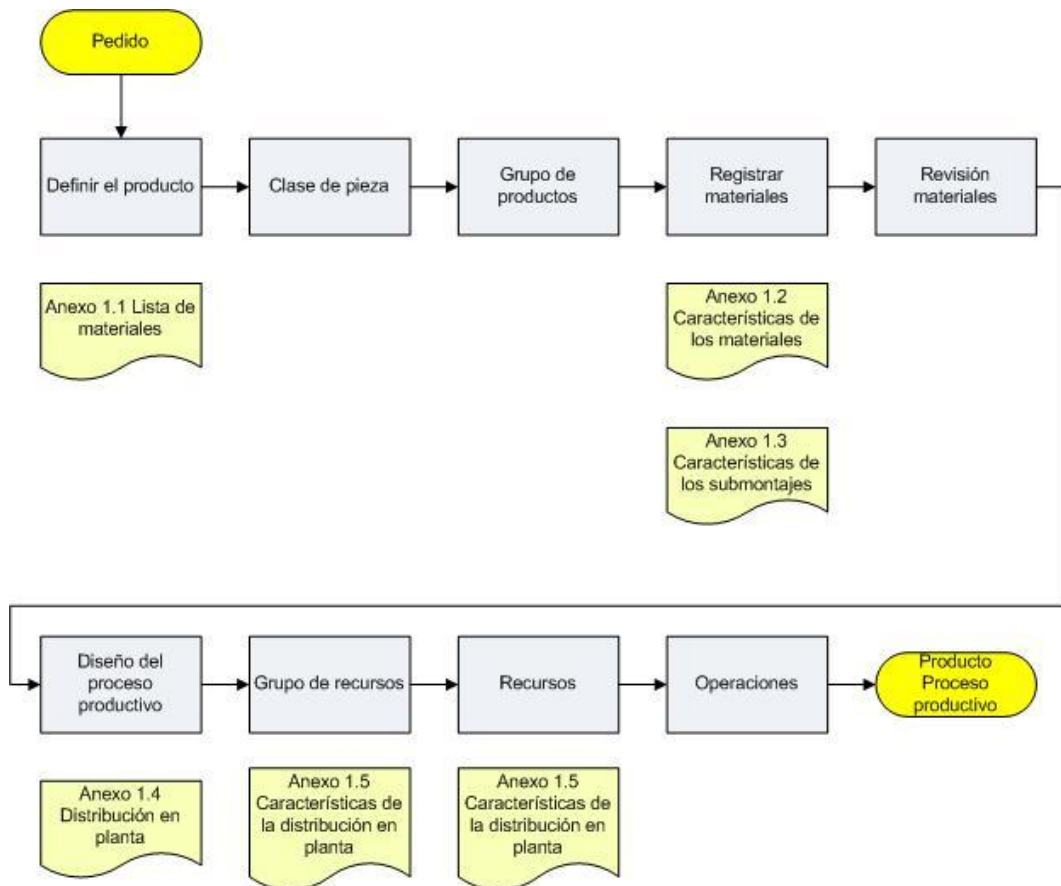 Pedido
Definir el producto
Clase de pieza
Grupo de
productos
Registrar
materiales
Revisión
materiales
Anexo 1.1 Lista de
materiales
Anexo 1.2
Características de
los materiales
Anexo 1.3
Características de
los submontajes
Diseño del
proceso
productivo
Grupo de recursos
Recursos
Operaciones
Producto
Proceso
productivo
Anexo 1.4
Distribución en
planta
Anexo 1.5
Características de
la distribución en
planta
Anexo 1.5
Características de
la distribución en
planta